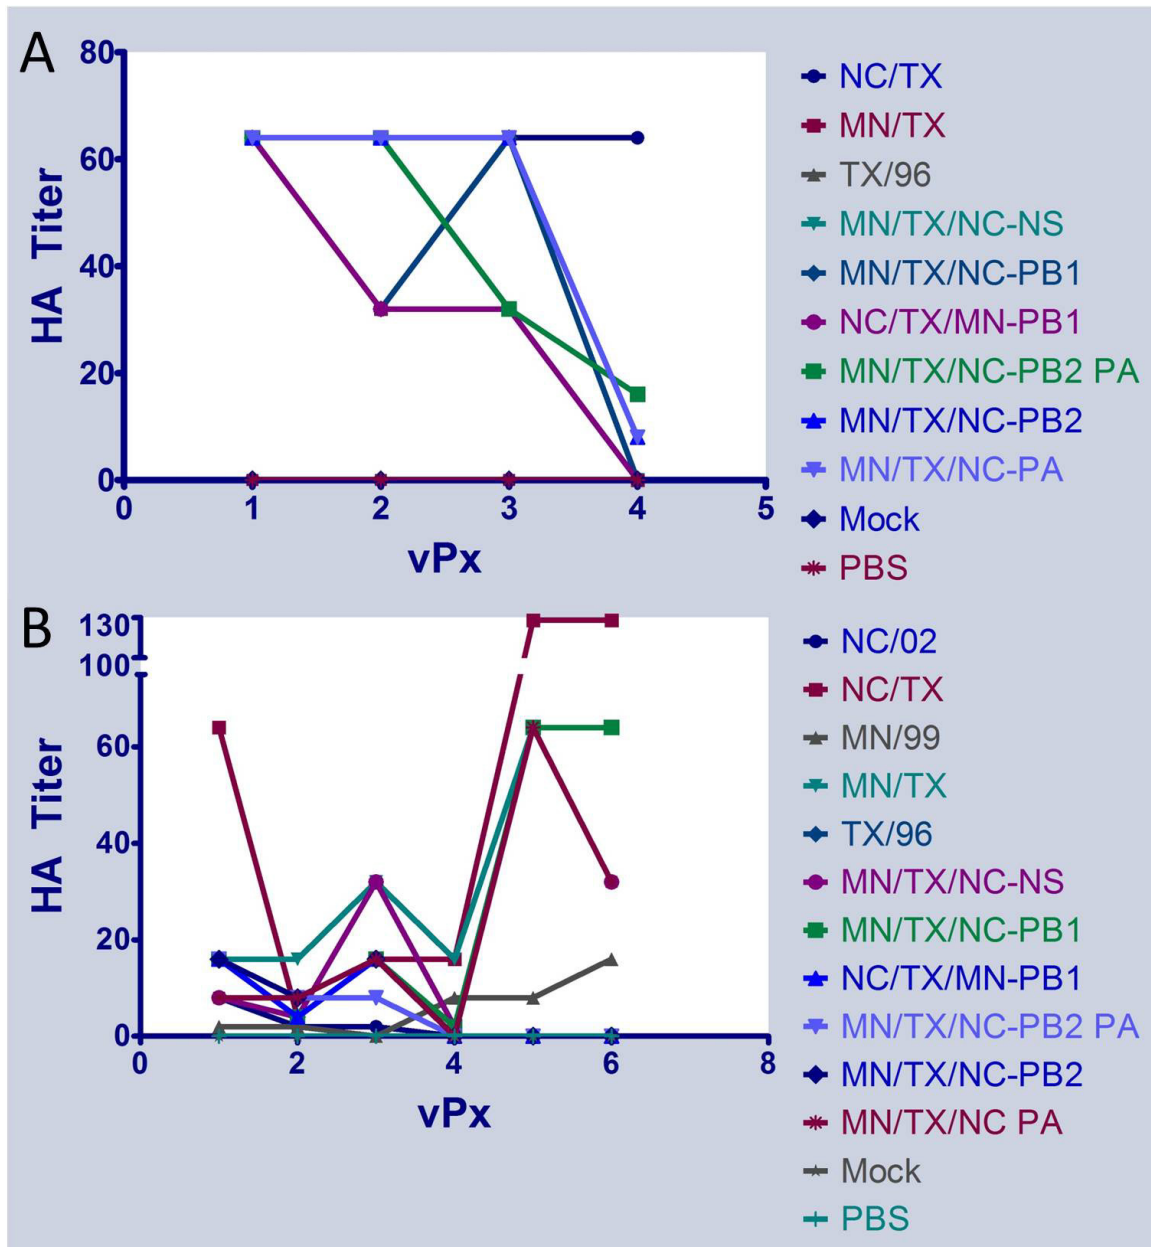 A
80
60
40
20
0
HA Titer
0 1 2 3 4 5
vPx
NC/TX
MN/TX
TX/96
MN/TX/NC-NS
MN/TX/NC-PB1
NC/TX/MN-PB1
MN/TX/NC-PB2 PA
MN/TX/NC-PB2
MN/TX/NC-PA
Mock
PBS
B
130
100
60
40
20
0
HA Titer
0 2 4 6 8
vPx
NC/02
NC/TX
MN/99
MN/TX
TX/96
MN/TX/NC-NS
MN/TX/NC-PB1
NC/TX/MN-PB1
MN/TX/NC-PB2 PA
MN/TX/NC-PB2
MN/TX/NC PA
Mock
PBS